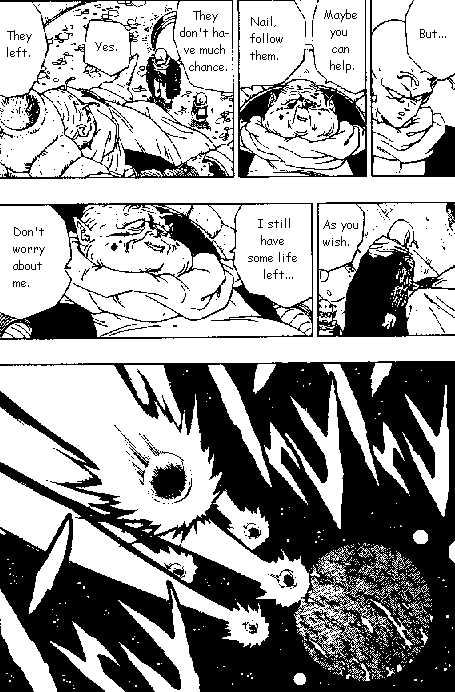 They
left.
Yes.
They
don't ha-
ve much
chance.
Nail,
follow
them.
Maybe
you
can
help.
But...
Don't
worry
about
me.
I still
have
some life
left...
As you
wish.